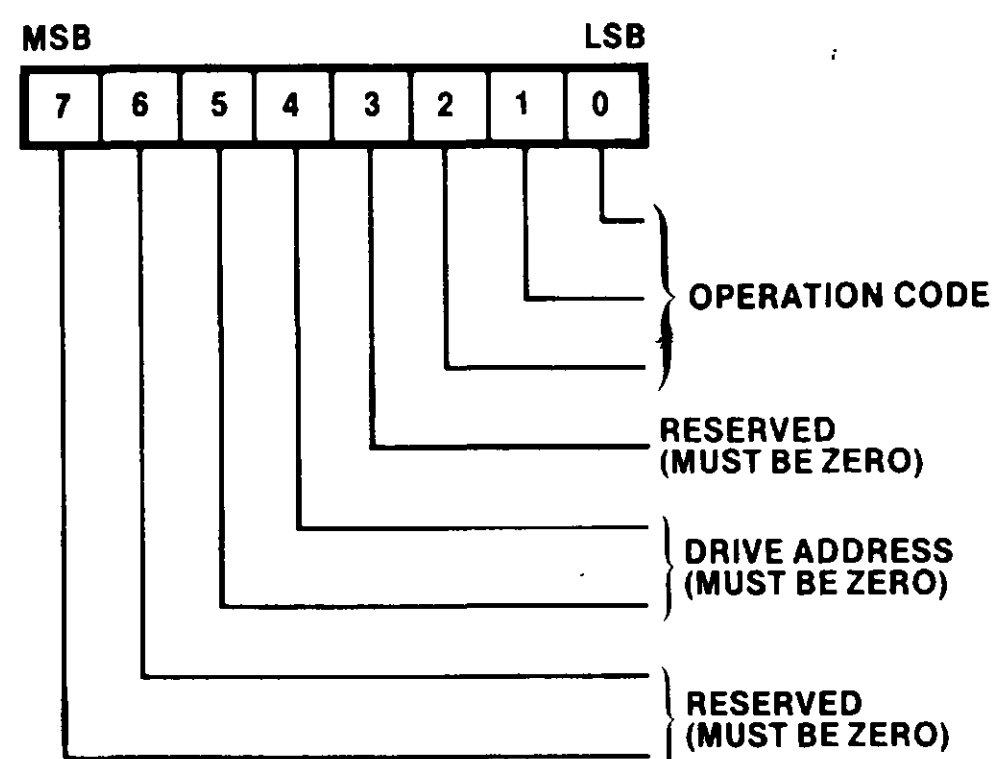 MSB LSB
7 6 5 4 3 2 1 0
OPERATION CODE
RESERVED
(MUST BE ZERO)
DRIVE ADDRESS
(MUST BE ZERO)
RESERVED
(MUST BE ZERO)